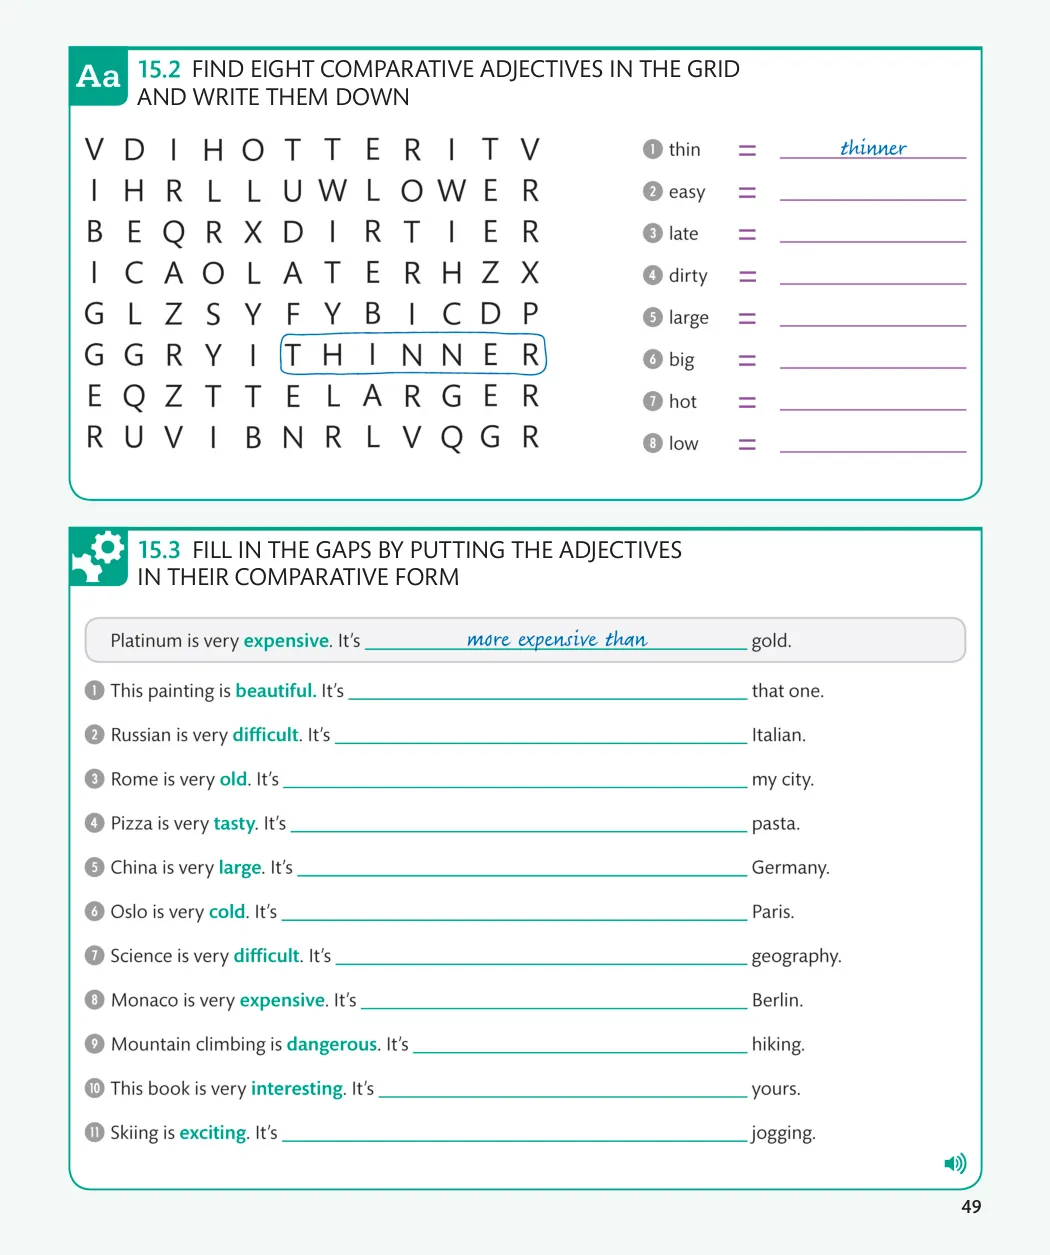 Aa 15.2 FIND EIGHT COMPARATIVE ADJECTIVES IN THE GRID
AND WRITE THEM DOWN
V D I H O T T E R I T V
I H R L L U W L O W E R
B E Q R X D I R T I E R
I C A O L A T E R H Z X
G L Z S Y F Y B I C D P
G G R Y I T H I N N E R
E Q Z T T E L A R G E R
R U V I B N R L V Q G R
1 thin = thinner
2 easy =
3 late =
4 dirty =
5 large =
6 big =
7 hot =
8 low =
15.3 FILL IN THE GAPS BY PUTTING THE ADJECTIVES
IN THEIR COMPARATIVE FORM
Platinum is very expensive. It's more expensive than gold.
1 This painting is beautiful. It's that one.
2 Russian is very difficult. It's Italian.
3 Rome is very old. It's my city.
4 Pizza is very tasty. It's pasta.
5 China is very large. It's Germany.
6 Oslo is very cold. It's Paris.
7 Science is very difficult. It's geography.
8 Monaco is very expensive. It's Berlin.
9 Mountain climbing is dangerous. It's hiking.
10 This book is very interesting. It's yours.
11 Skiing is exciting. It's jogging.
49